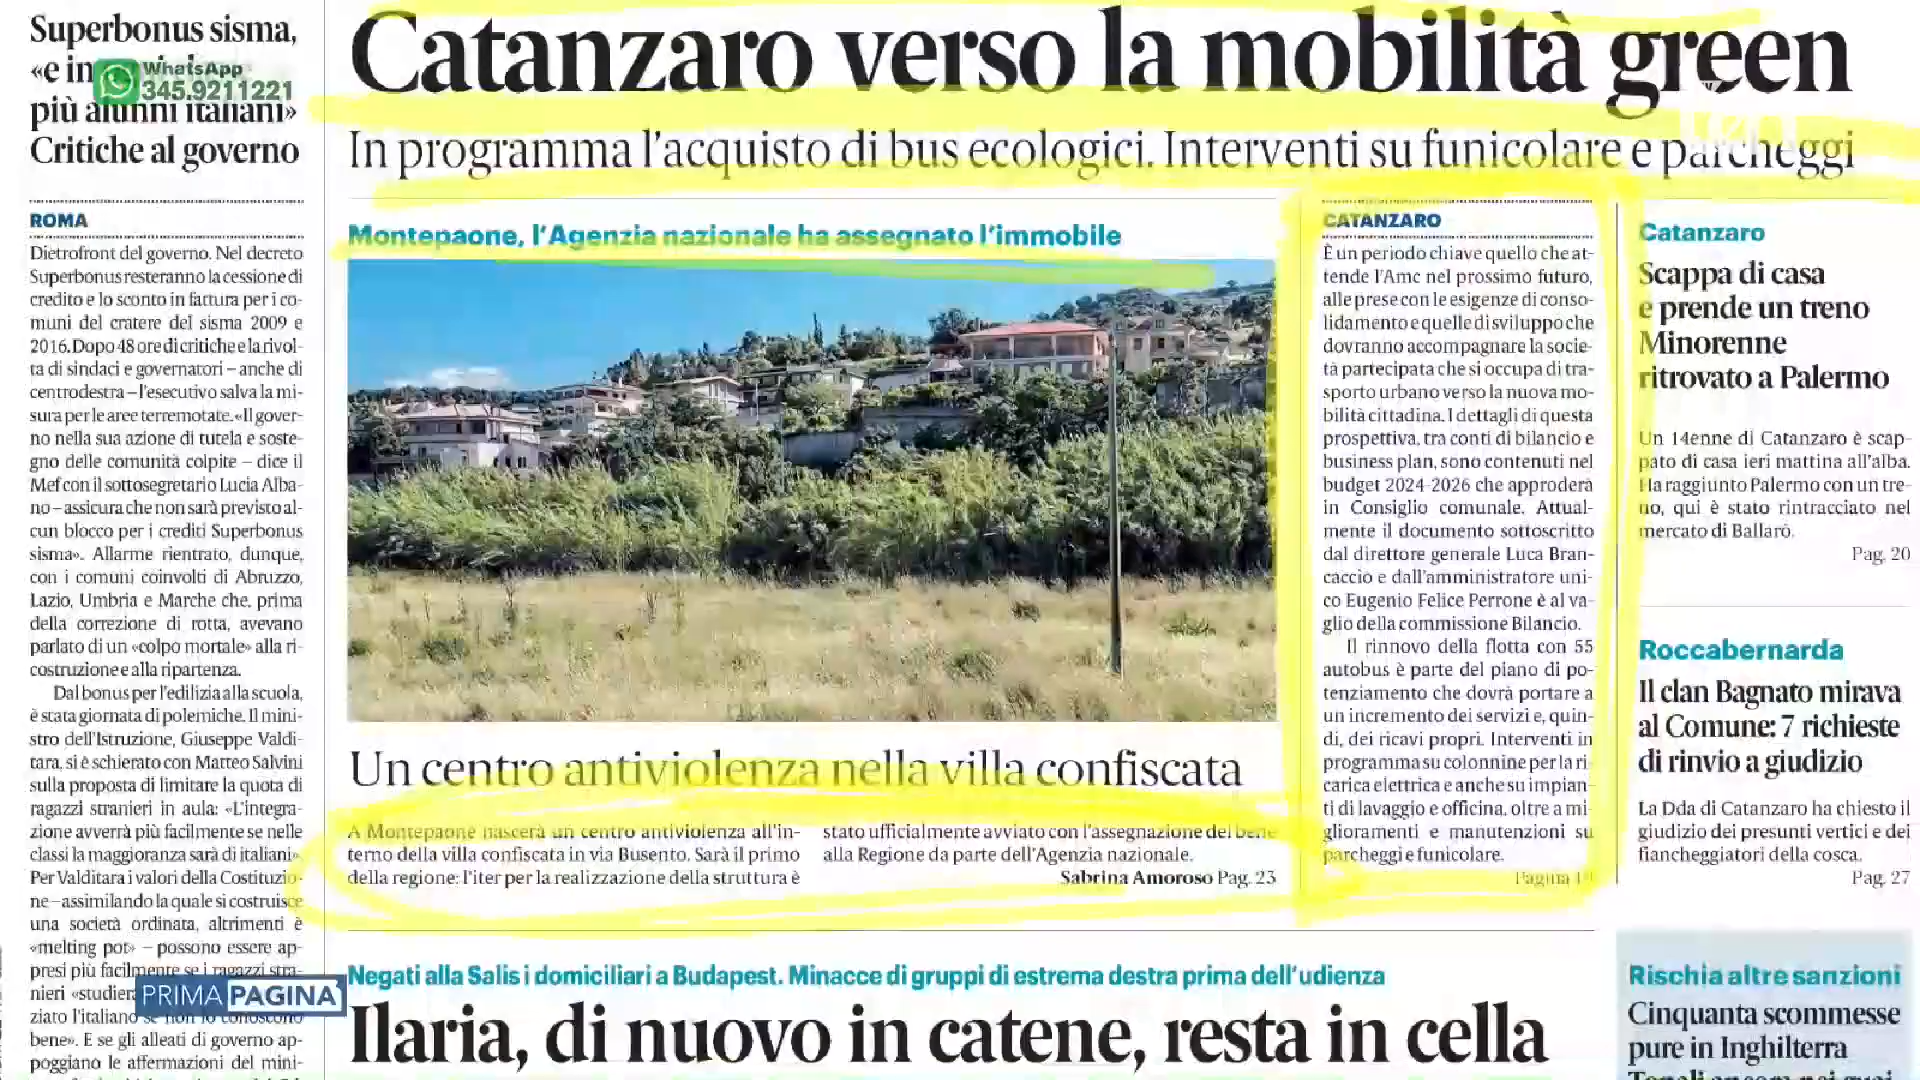 Superbonus sisma,
«e in
più alunni italiani»
Critiche al governo
WhatsApp
345.9211221
ROMA
Dietrofront del governo. Nel decreto
Superbonus resteranno la cessione di
credito e lo sconto in fattura per i co-
muni del cratere del sisma 2009 e
2016. Dopo 48 ore di critiche e la rivol-
ta di sindaci e governatori – anche di
centrodestra – l'esecutivo salva la mi-
sura per le aree terremotate. «Il gover-
no nella sua azione di tutela e soste-
gno delle comunità colpite – dice il
Mef con il sottosegretario Lucia Alba-
no – assicura che non sarà previsto al-
cun blocco per i crediti Superbonus
sisma». Allarme rientrato, dunque,
con i comuni coinvolti di Abruzzo,
Lazio, Umbria e Marche che, prima
della correzione di rotta, avevano
parlato di un «colpo mortale» alla ri-
costruzione e alla ripartenza.
Dal bonus per l'edilizia alla scuola,
è stata giornata di polemiche. Il mini-
stro dell'Istruzione, Giuseppe Valdi-
tara, si è schierato con Matteo Salvini
sulla proposta di limitare la quota di
ragazzi stranieri in aula: «L'integra-
zione avverrà più facilmente se nelle
classi la maggioranza sarà di italiani»
Per Valditara i valori della Costituzio-
ne – assimilando la quale si costruisce
una società ordinata, altrimenti è
«melting pot» – possono essere ap-
presi più facilmente se i ragazzi stra-
nieri «studier
ziato l'italiano se non lo conoscono
bene». E se gli alleati di governo ap-
poggiano le affermazioni del mini-
PRIMA PAGINA
Catanzaro verso la mobilità green
In programma l'acquisto di bus ecologici. Interventi su funicolare e parcheggi
Montepaone, l'Agenzia nazionale ha assegnato l'immobile
Un centro antiviolenza nella villa confiscata
A Montepaone nascerà un centro antiviolenza all'in-
terno della villa confiscata in via Busento. Sarà il primo
della regione: l'iter per la realizzazione della struttura è
stato ufficialmente avviato con l'assegnazione del bene
alla Regione da parte dell'Agenzia nazionale.
Sabrina Amoroso Pag. 23
CATANZARO
È un periodo chiave quello che at-
tende l'Amc nel prossimo futuro,
alle prese con le esigenze di conso-
lidamento e quelle di sviluppo che
dovranno accompagnare la socie-
tà partecipata che si occupa di tra-
sporto urbano verso la nuova mo-
bilità cittadina. I dettagli di questa
prospettiva, tra conti di bilancio e
business plan, sono contenuti nel
budget 2024-2026 che approderà
in Consiglio comunale. Attual-
mente il documento sottoscritto
dal direttore generale Luca Bran-
caccio e dall'amministratore uni-
co Eugenio Felice Perrone è al va-
glio della commissione Bilancio.
Il rinnovo della flotta con 55
autobus è parte del piano di po-
tenziamento che dovrà portare a
un incremento dei servizi e, quin-
di, dei ricavi propri. Interventi in
programma su colonnine per la ri-
carica elettrica e anche su impian-
ti di lavaggio e officina, oltre a mi-
glioramenti e manutenzioni su
parcheggi e funicolare.
Pagina
Catanzaro
Scappa di casa
e prende un treno
Minorenne
ritrovato a Palermo
Un 14enne di Catanzaro è scap-
pato di casa ieri mattina all'alba.
Ha raggiunto Palermo con un tre-
no, qui è stato rintracciato nel
mercato di Ballarò.
Pag. 20
Roccabernarda
Il clan Bagnato mirava
al Comune: 7 richieste
di rinvio a giudizio
La Dda di Catanzaro ha chiesto il
giudizio dei presunti vertici e dei
fiancheggiatori della cosca.
Pag. 27
Negati alla Salis i domiciliari a Budapest. Minacce di gruppi di estrema destra prima dell'udienza
Ilaria, di nuovo in catene, resta in cella
Rischia altre sanzioni
Cinquanta scommesse
pure in Inghilterra